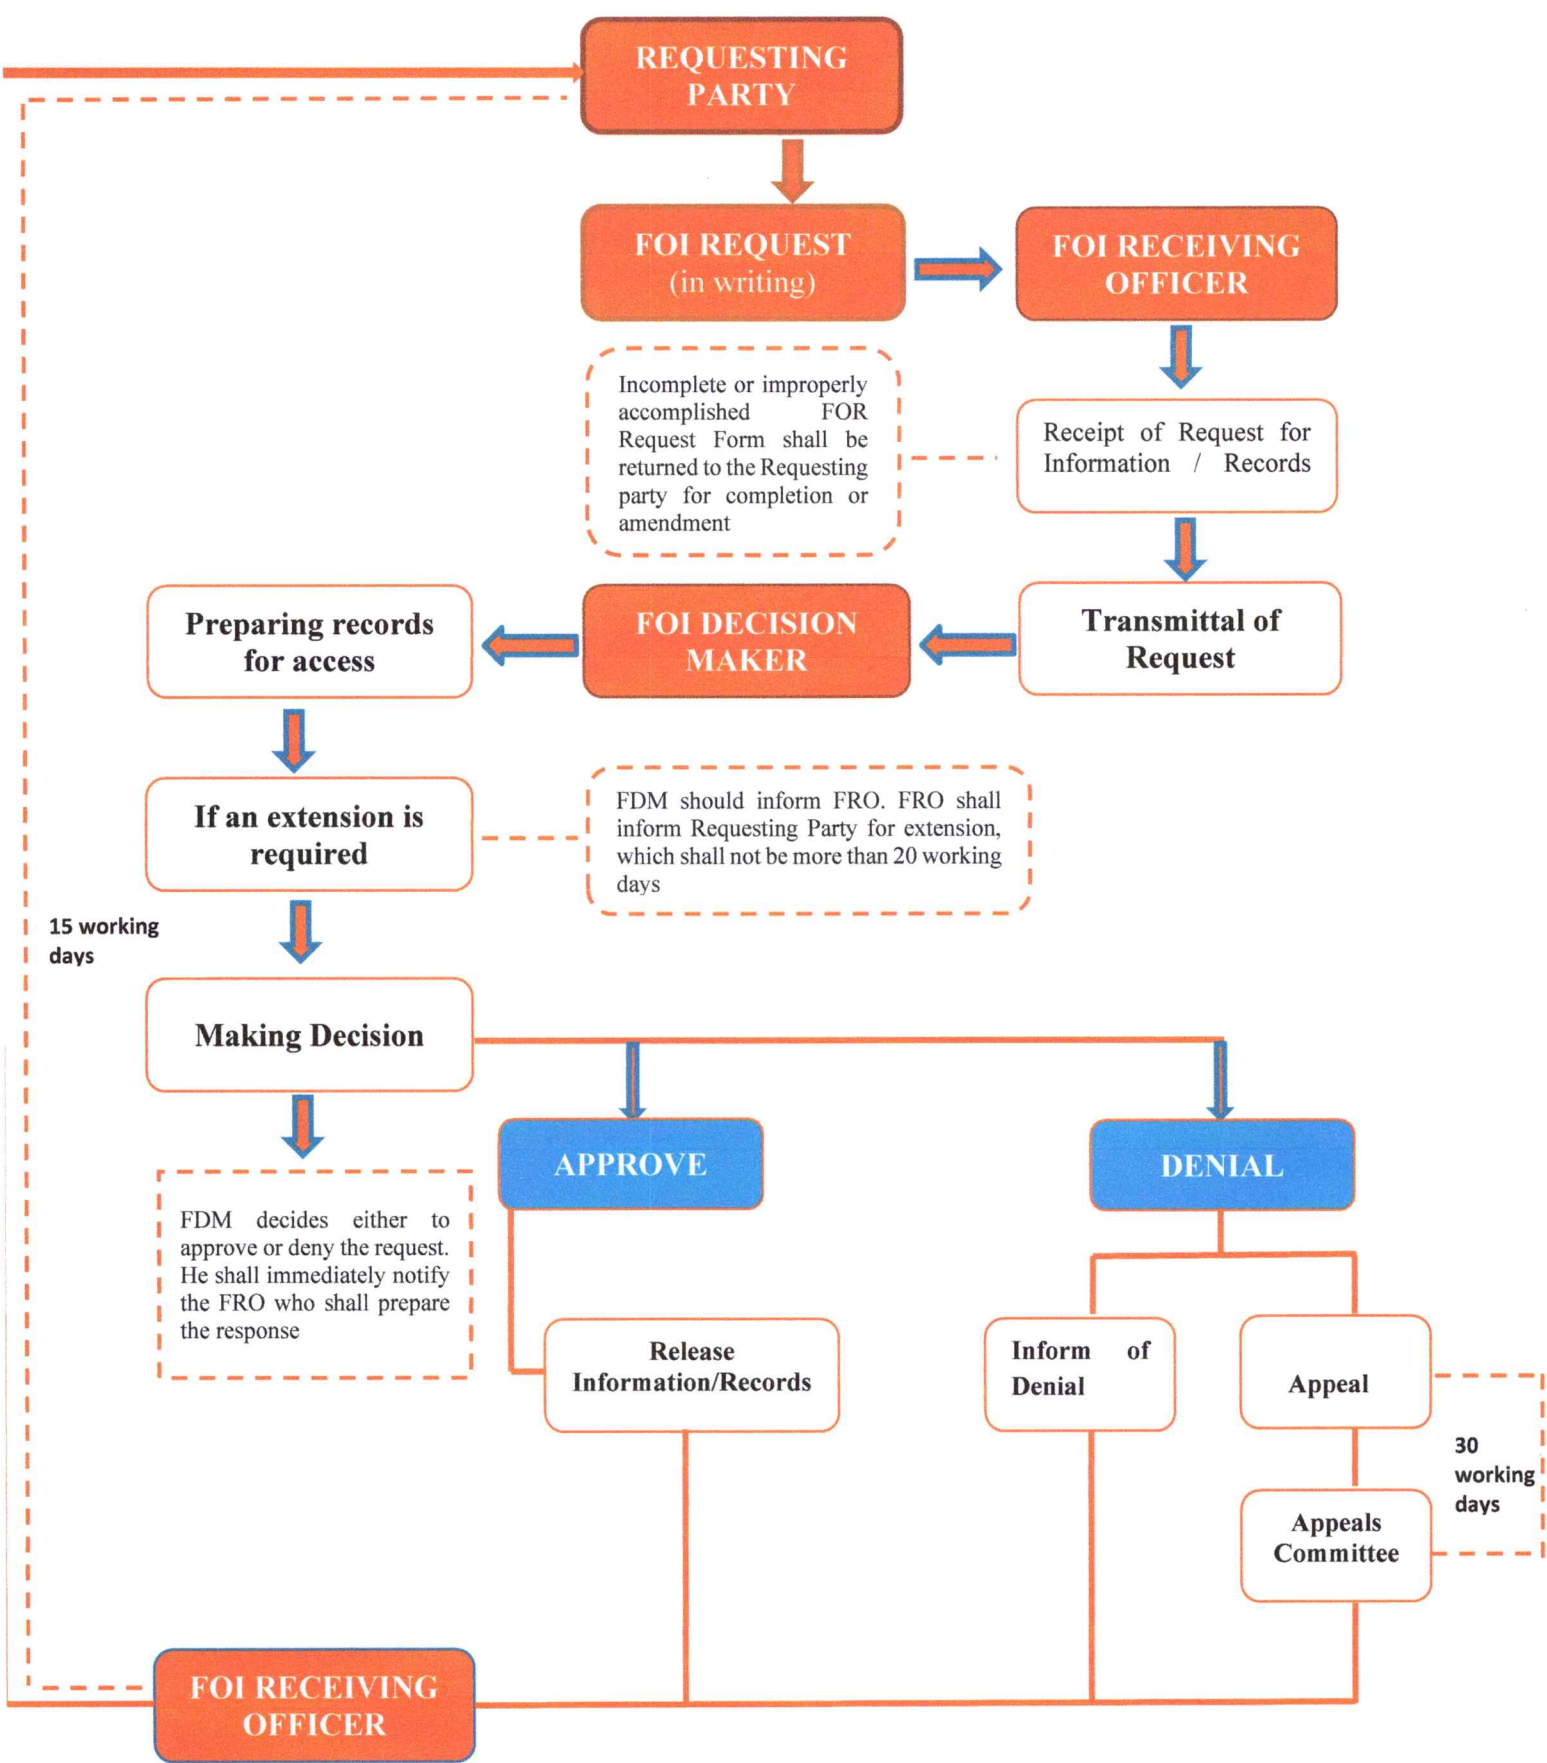 REQUESTING
PARTY
FOI REQUEST
(in writing)
FOI RECEIVING
OFFICER
Incomplete or improperly
accomplished FOR
Request Form shall be
returned to the Requesting
party for completion or
amendment
Receipt of Request for
Information / Records
Preparing records
for access
FOI DECISION
MAKER
Transmittal of
Request
If an extension is
required
FDM should inform FRO. FRO shall
inform Requesting Party for extension,
which shall not be more than 20 working
days
15 working
days
Making Decision
APPROVE
DENIAL
FDM decides either to
approve or deny the request.
He shall immediately notify
the FRO who shall prepare
the response
Release
Information/Records
Inform of
Denial
Appeal
30
working
days
Appeals
Committee
FOI RECEIVING
OFFICER